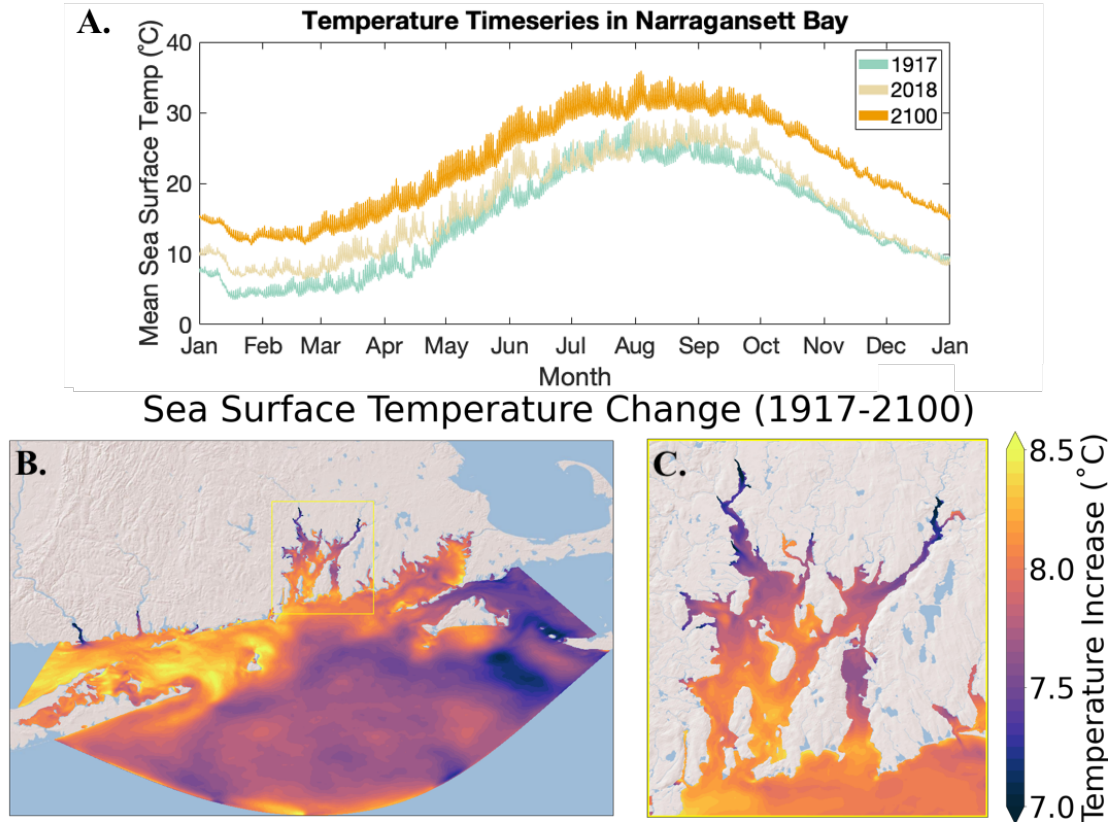 A.
Temperature Timeseries in Narragansett Bay
Mean Sea Surface Temp (°C)
40
30
20
10
0
1917
2018
2100
Jan Feb Mar Apr May Jun Jul Aug Sep Oct Nov Dec Jan
Month
Sea Surface Temperature Change (1917-2100)
B.
C.
8.5
8.0
7.5
7.0
Temperature Increase (°C)